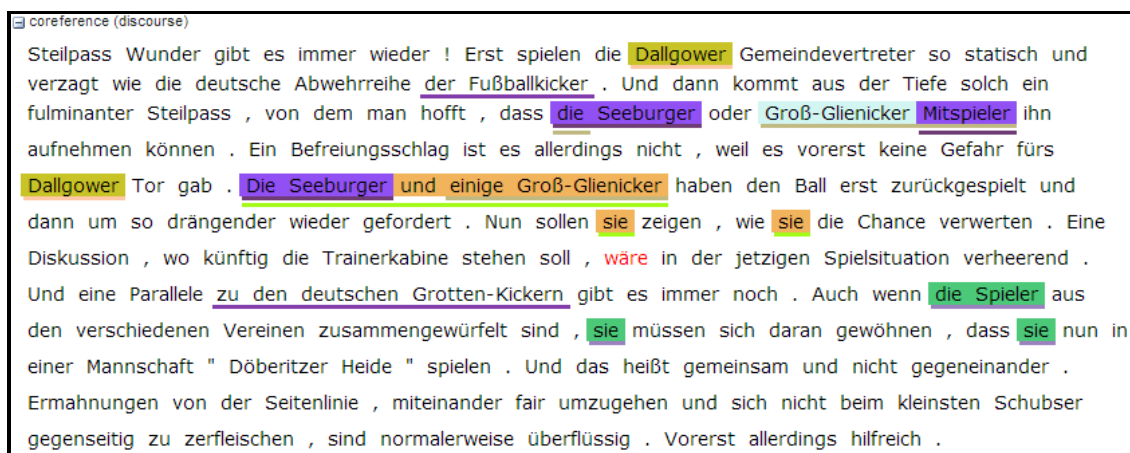 coreference (discourse)
Steilpass Wunder gibt es immer wieder ! Erst spielen die Dallgower Gemeindevertreter so statisch und
verzagt wie die deutsche Abwehrreihe der Fußballkicker . Und dann kommt aus der Tiefe solch ein
fulminanter Steilpass , von dem man hofft , dass die Seeburger oder Groß-Glienicker Mitspieler ihn
aufnehmen können . Ein Befreiungsschlag ist es allerdings nicht , weil es vorerst keine Gefahr fürs
Dallgower Tor gab . Die Seeburger und einige Groß-Glienicker haben den Ball erst zurückgespielt und
dann um so drängender wieder gefordert . Nun sollen sie zeigen , wie sie die Chance verwerten . Eine
Diskussion , wo künftig die Trainerkabine stehen soll , wäre in der jetzigen Spielsituation verheerend .
Und eine Parallele zu den deutschen Grotten-Kickern gibt es immer noch . Auch wenn die Spieler aus
den verschiedenen Vereinen zusammengewürfelt sind , sie müssen sich daran gewöhnen , dass sie nun in
einer Mannschaft " Döberitzer Heide " spielen . Und das heißt gemeinsam und nicht gegeneinander .
Ermahnungen von der Seitenlinie , miteinander fair umzugehen und sich nicht beim kleinsten Schubser
gegenseitig zu zerfleischen , sind normalerweise überflüssig . Vorerst allerdings hilfreich .